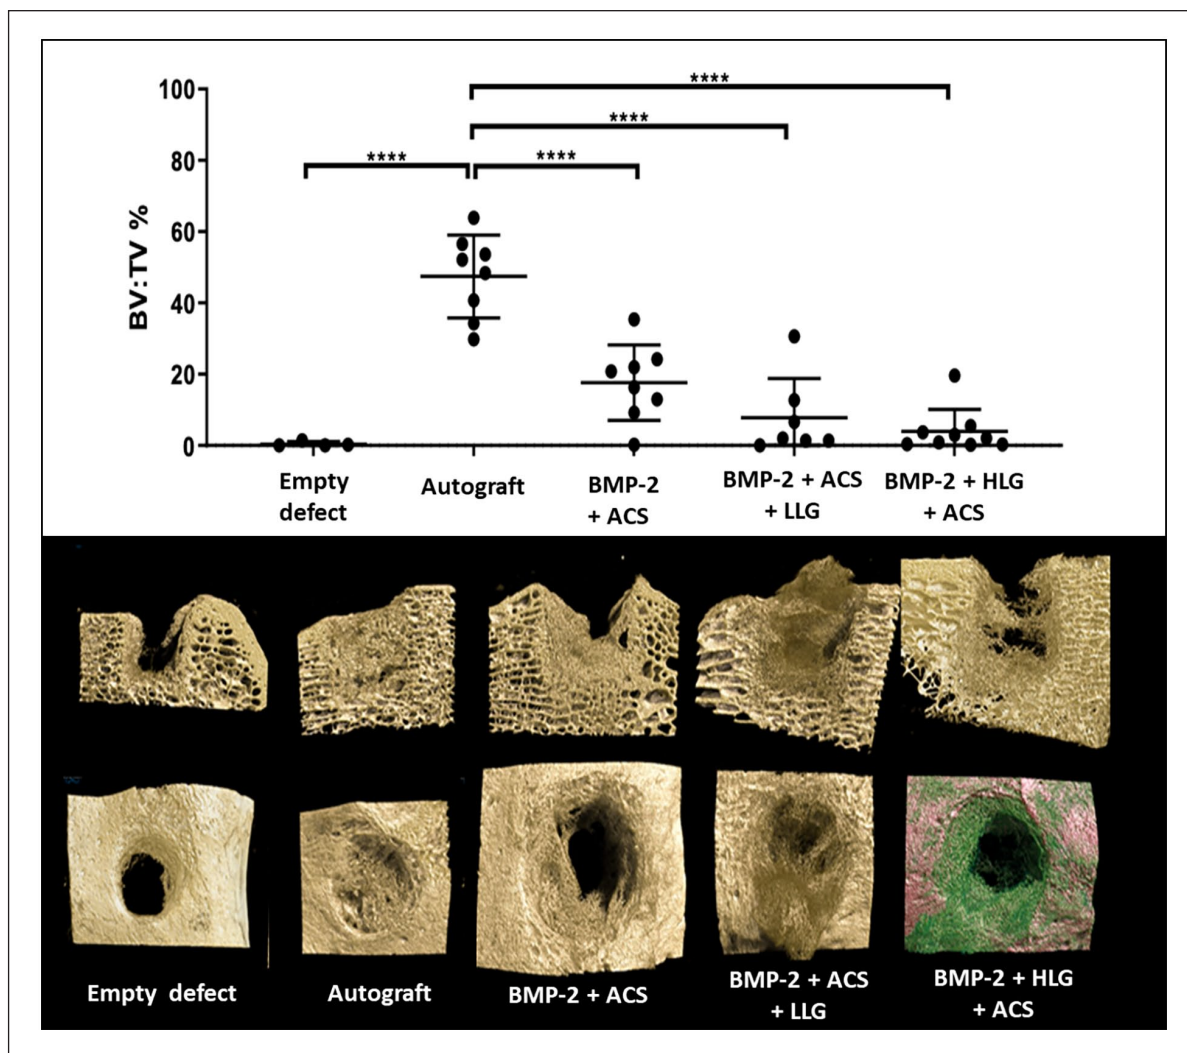 ****
****
****
****
100
80
60
40
20
0
BV:TV %
Empty
defect
Autograft
BMP-2
+ ACS
BMP-2 + ACS
+ LLG
BMP-2 + HLG
+ ACS
Empty defect
Autograft
BMP-2 + ACS
BMP-2 + ACS
+ LLG
BMP-2 + HLG
+ ACS